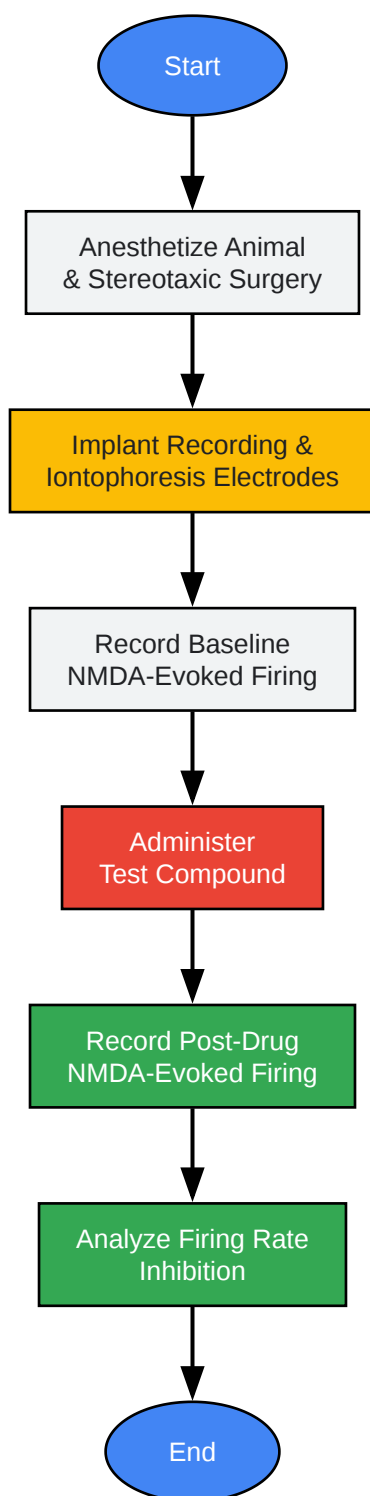 Start
Anesthetize Animal
& Stereotaxic Surgery
Implant Recording &
Iontophoresis Electrodes
Record Baseline
NMDA-Evoked Firing
Administer
Test Compound
Record Post-Drug
NMDA-Evoked Firing
Analyze Firing Rate
Inhibition
End